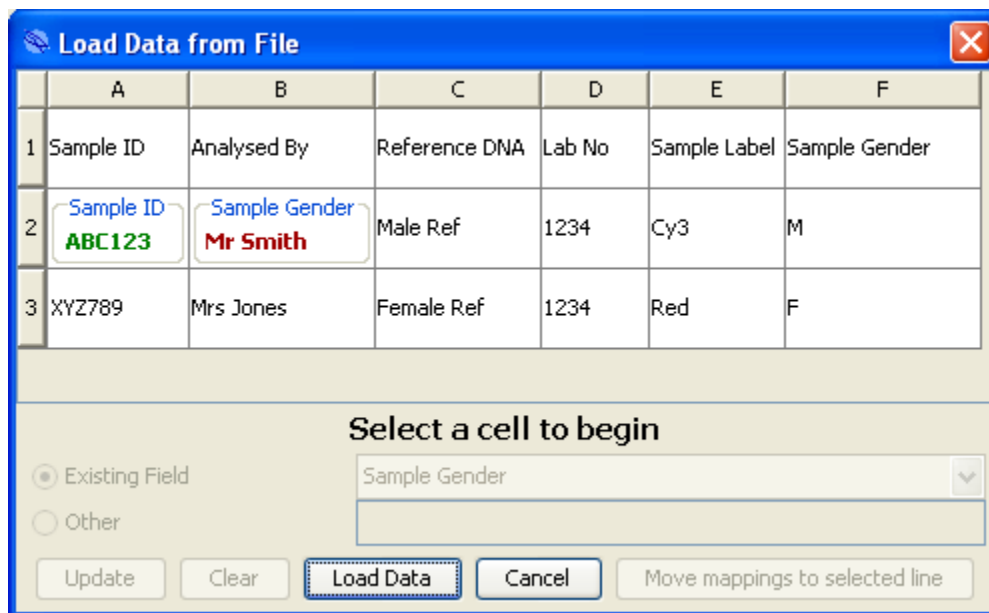 Load Data from File
A B C D E F
1 Sample ID Analysed By Reference DNA Lab No Sample Label Sample Gender
Sample ID Sample Gender
2 ABC123 Mr Smith Male Ref 1234 Cy3 M
3 XYZ789 Mrs Jones Female Ref 1234 Red F
Select a cell to begin
Existing Field Sample Gender
Other
Update Clear Load Data Cancel Move mappings to selected line